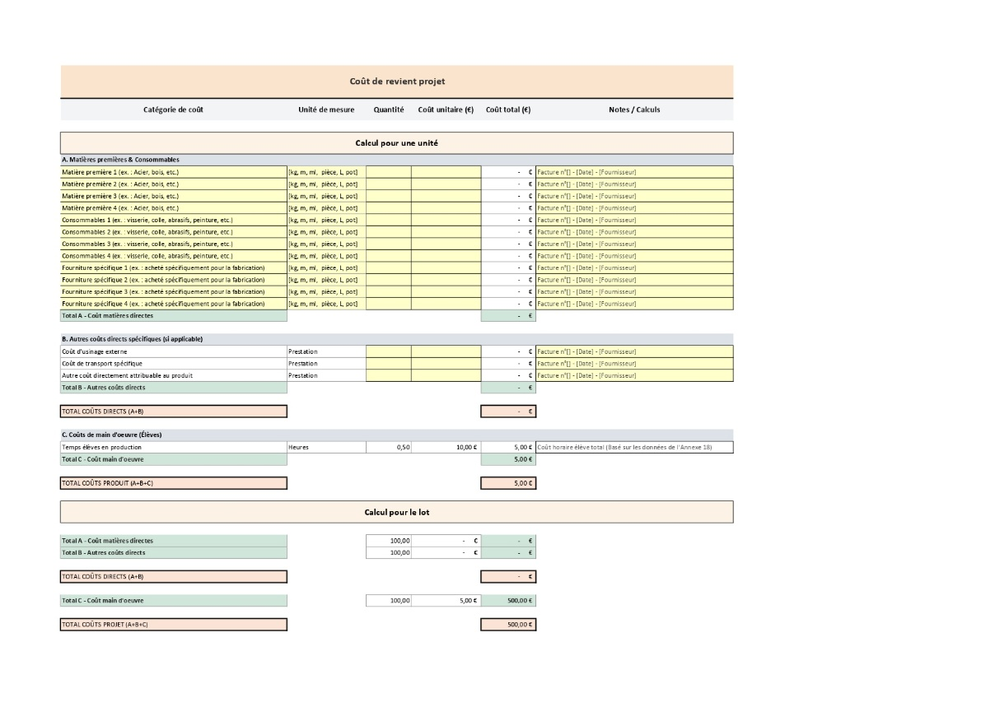 Coût de revient projet
Catégorie de coût Unité de mesure Quantité Coût unitaire (€) Coût total (€) Notes / Calculs
Calcul pour une unité
A. Matières premières & Consommables
Matière première 1 (ex. : Acier, bois, etc.) [kg, m, ml, pièce, L, pot] - € Facture n°[] - [Date] - [Fournisseur]
Matière première 2 (ex. : Acier, bois, etc.) [kg, m, ml, pièce, L, pot] - € Facture n°[] - [Date] - [Fournisseur]
Matière première 3 (ex. : Acier, bois, etc.) [kg, m, ml, pièce, L, pot] - € Facture n°[] - [Date] - [Fournisseur]
Matière première 4 (ex. : Acier, bois, etc.) [kg, m, ml, pièce, L, pot] - € Facture n°[] - [Date] - [Fournisseur]
Consommables 1 (ex. : visserie, colle, abrasifs, peinture, etc.) [kg, m, ml, pièce, L, pot] - € Facture n°[] - [Date] - [Fournisseur]
Consommables 2 (ex. : visserie, colle, abrasifs, peinture, etc.) [kg, m, ml, pièce, L, pot] - € Facture n°[] - [Date] - [Fournisseur]
Consommables 3 (ex. : visserie, colle, abrasifs, peinture, etc.) [kg, m, ml, pièce, L, pot] - € Facture n°[] - [Date] - [Fournisseur]
Consommables 4 (ex. : visserie, colle, abrasifs, peinture, etc.) [kg, m, ml, pièce, L, pot] - € Facture n°[] - [Date] - [Fournisseur]
Fourniture spécifique 1 (ex. : acheté spécifiquement pour la fabrication) [kg, m, ml, pièce, L, pot] - € Facture n°[] - [Date] - [Fournisseur]
Fourniture spécifique 2 (ex. : acheté spécifiquement pour la fabrication) [kg, m, ml, pièce, L, pot] - € Facture n°[] - [Date] - [Fournisseur]
Fourniture spécifique 3 (ex. : acheté spécifiquement pour la fabrication) [kg, m, ml, pièce, L, pot] - € Facture n°[] - [Date] - [Fournisseur]
Fourniture spécifique 4 (ex. : acheté spécifiquement pour la fabrication) [kg, m, ml, pièce, L, pot] - € Facture n°[] - [Date] - [Fournisseur]
Total A - Coût matières directes - €
B. Autres coûts directs spécifiques (si applicable)
Coût d'usinage externe Prestation - € Facture n°[] - [Date] - [Fournisseur]
Coût de transport spécifique Prestation - € Facture n°[] - [Date] - [Fournisseur]
Autre coût directement attribuable au produit Prestation - € Facture n°[] - [Date] - [Fournisseur]
Total B - Autres coûts directs - €
TOTAL COÛTS DIRECTS (A+B) - €
C. Coûts de main d'oeuvre (Élèves)
Temps élèves en production Heures 0,50 10,00 € 5,00 € Coût horaire élève total (Basé sur les données de l'Annexe 18)
Total C - Coût main d'oeuvre 5,00 €
TOTAL COÛTS PRODUIT (A+B+C) 5,00 €
Calcul pour le lot
Total A - Coût matières directes 100,00 - € - €
Total B - Autres coûts directs 100,00 - € - €
TOTAL COÛTS DIRECTS (A+B) - €
Total C - Coût main d'oeuvre 100,00 5,00 € 500,00 €
TOTAL COÛTS PROJET (A+B+C) 500,00 €